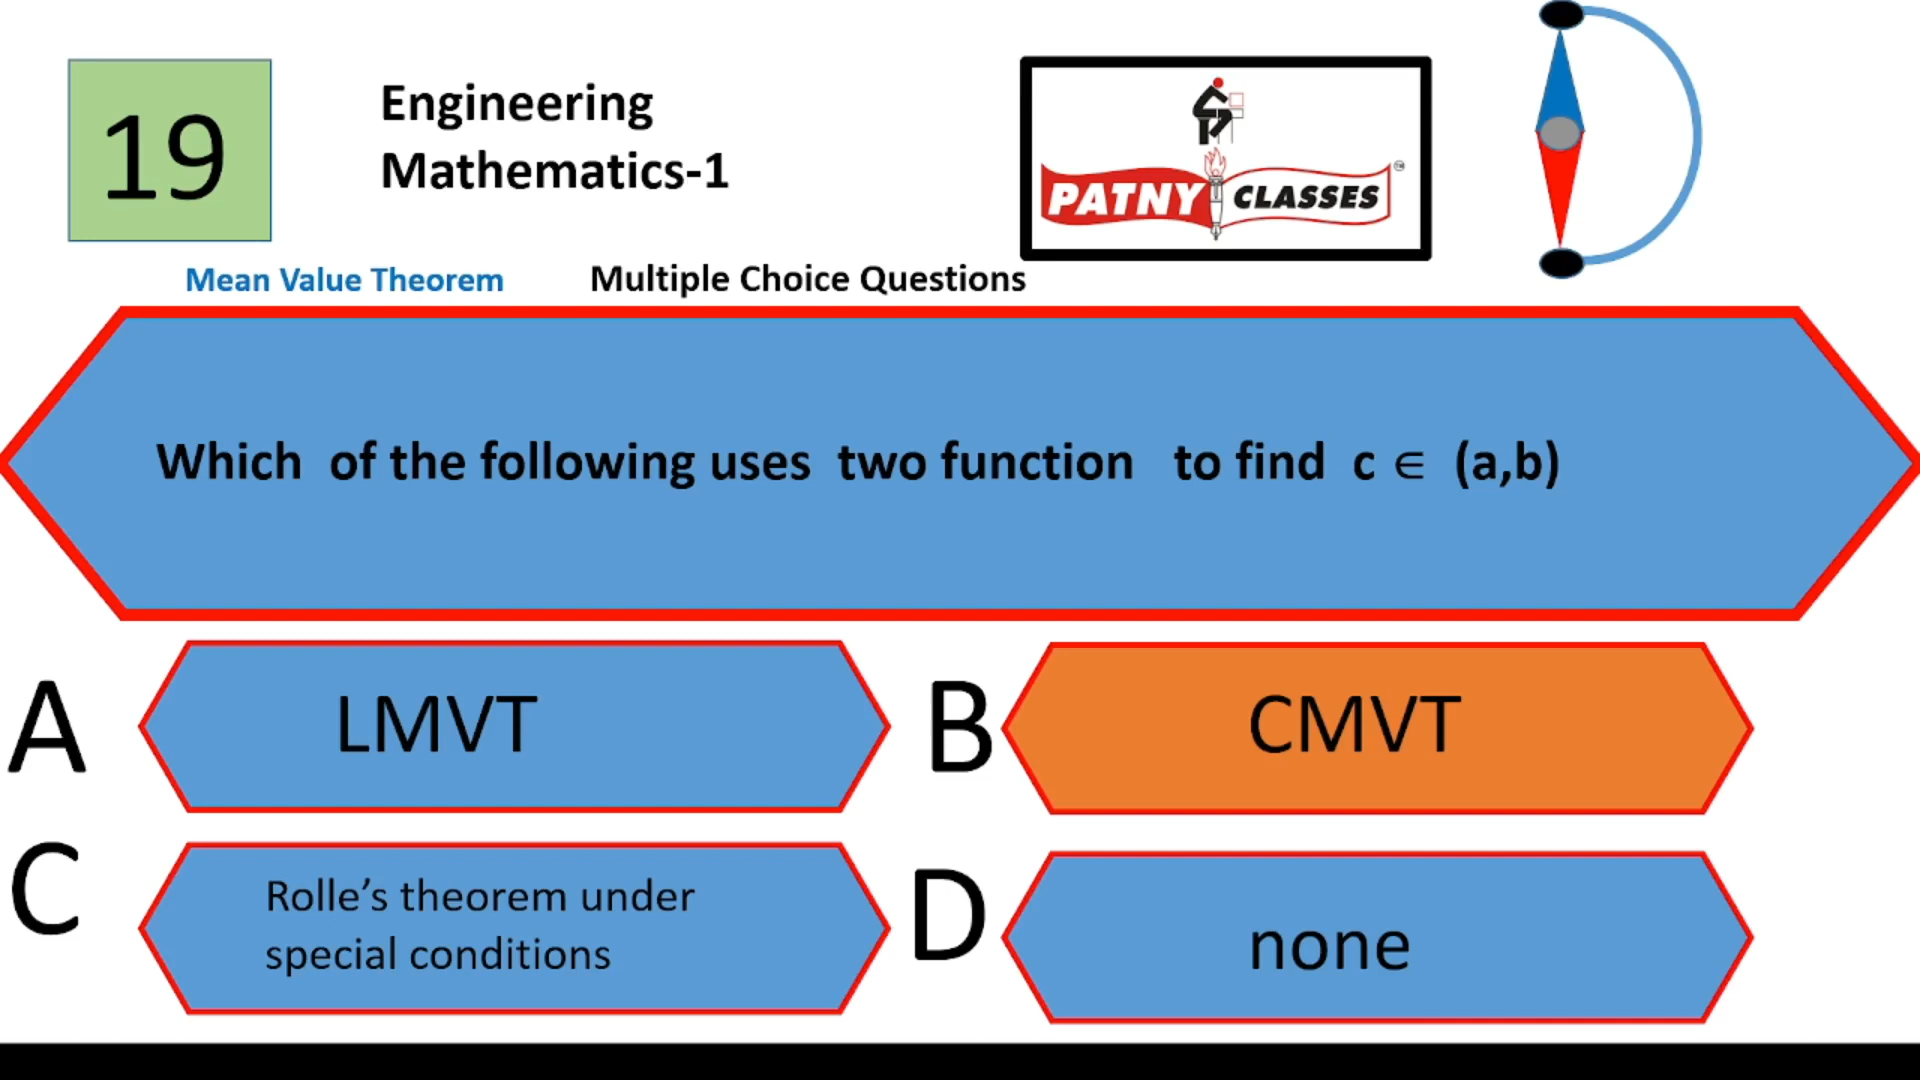 19
Engineering
Mathematics-1
PATNY CLASSES
TM
Mean Value Theorem Multiple Choice Questions
Which of the following uses two function to find c ∈ (a,b)
A LMVT
B CMVT
C Rolle’s theorem under
special conditions
D none